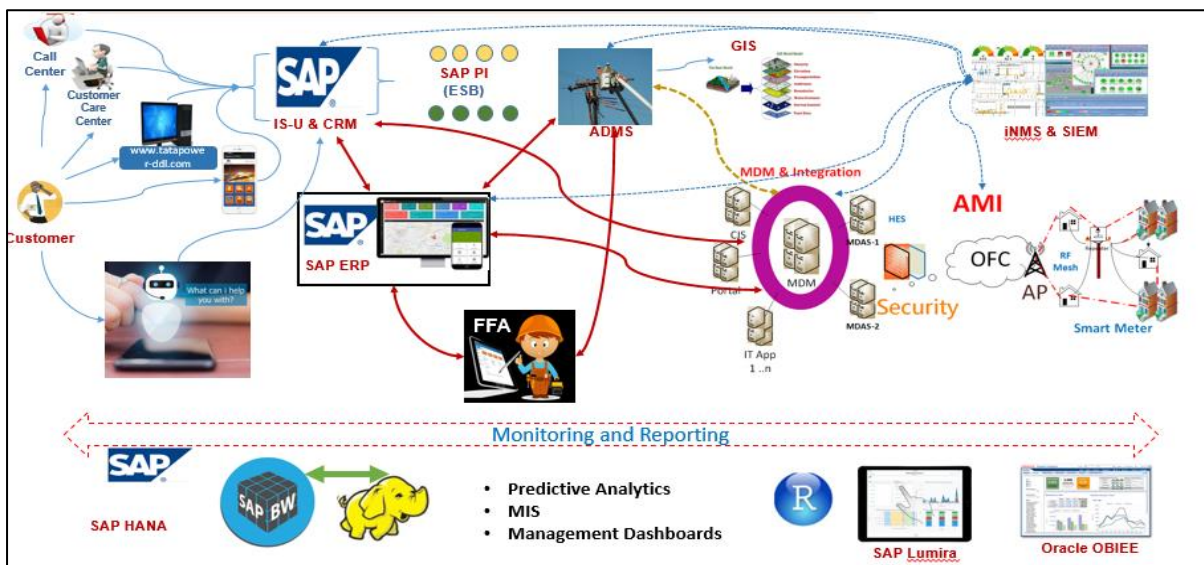 Call
Center
Customer
Care
Center
www.tatapowe
r-ddl.com
Customer
What can i help
you with?
SAP
IS-U & CRM
SAP PI
(ESB)
ADMS
GIS
iNMS & SIEM
SAP
SAP ERP
FFA
MDM & Integration
CIS
Portal
IT App
1 ..n
MDM
HES
MDAS-1
MDAS-2
Security
AMI
OFC
AP
RF
Mesh
Repeater
Smart Meter
Monitoring and Reporting
SAP
SAP HANA
SAP BW
• Predictive Analytics
• MIS
• Management Dashboards
R
SAP Lumira
Oracle OBIEE